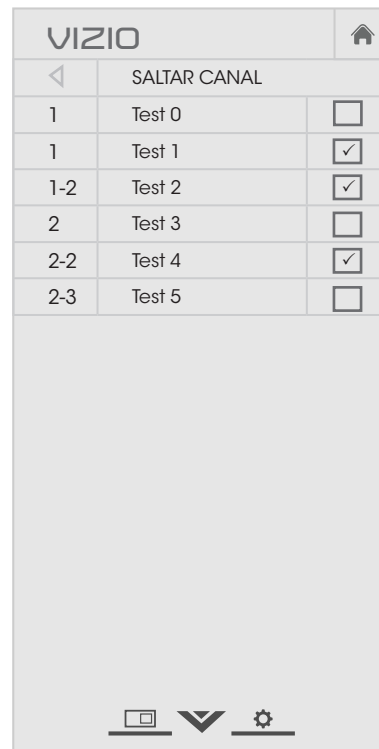 VIZIO
SALTAR CANAL
1 Test 0
1 Test 1
1-2 Test 2
2 Test 3
2-2 Test 4
2-3 Test 5